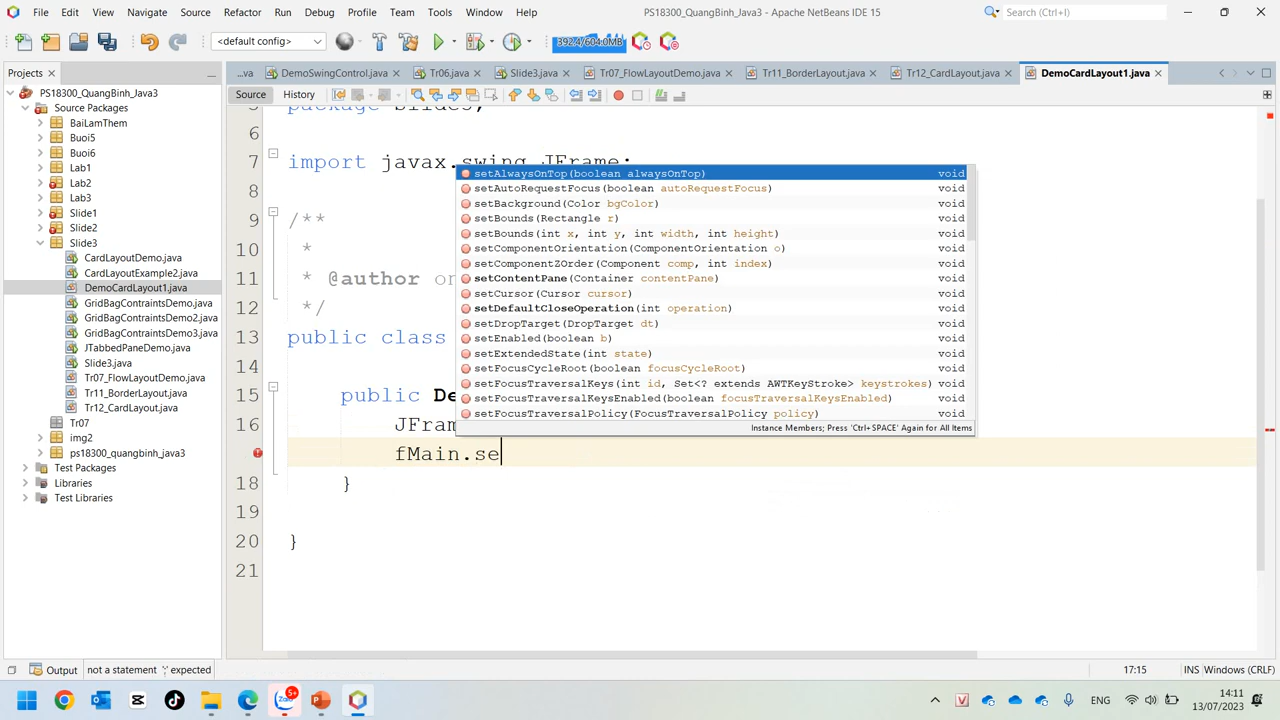 File Edit View Navigate Source Refactor Run Debug Profile Team Tools Window Help PS18300_QuangBinh_Java3 - Apache NetBeans IDE 15 Search (Ctrl+I)
<default config> 392.4/604.0MB
Projects ...va DemoSwingControl.java Tr06.java Slide3.java Tr07_FlowLayoutDemo.java Tr11_BorderLayout.java Tr12_CardLayout.java DemoCardLayout1.java
PS18300_QuangBinh_Java3
Source Packages
BaiLamThem
Buoi5
Buoi6
Lab1
Lab2
Lab3
Slide1
Slide2
Slide3
CardLayoutDemo.java
CardLayoutExample2.java
DemoCardLayout1.java
GridBagContraintsDemo.java
GridBagContraintsDemo2.java
GridBagContraintsDemo3.java
JTabbedPaneDemo.java
Slide3.java
Tr07_FlowLayoutDemo.java
Tr11_BorderLayout.java
Tr12_CardLayout.java
Tr07
img2
ps18300_quangbinh_java3
Test Packages
Libraries
Test Libraries
Source History
5 package Slides;
6
7 import javax.swing.JFrame;
8
9 /**
10 *
11 * @author on
12 */
13 public class
14
15 public De
16 JFram
fMain.se
18 }
19
20 }
21
setAlwaysOnTop(boolean alwaysOnTop) void
setAutoRequestFocus(boolean autoRequestFocus) void
setBackground(Color bgColor) void
setBounds(Rectangle r) void
setBounds(int x, int y, int width, int height) void
setComponentOrientation(ComponentOrientation o) void
setComponentZOrder(Component comp, int index) void
setContentPane(Container contentPane) void
setCursor(Cursor cursor) void
setDefaultCloseOperation(int operation) void
setDropTarget(DropTarget dt) void
setEnabled(boolean b) void
setExtendedState(int state) void
setFocusCycleRoot(boolean focusCycleRoot) void
setFocusTraversalKeys(int id, Set<? extends AWTKeyStroke> keystrokes) void
setFocusTraversalKeysEnabled(boolean focusTraversalKeysEnabled) void
setFocusTraversalPolicy(FocusTraversalPolicy policy) void
Instance Members; Press 'Ctrl+SPACE' Again for All Items
Output not a statement expected 17:15 INS Windows (CRLF)
Zalo 5+ ENG 14:11
13/07/2023